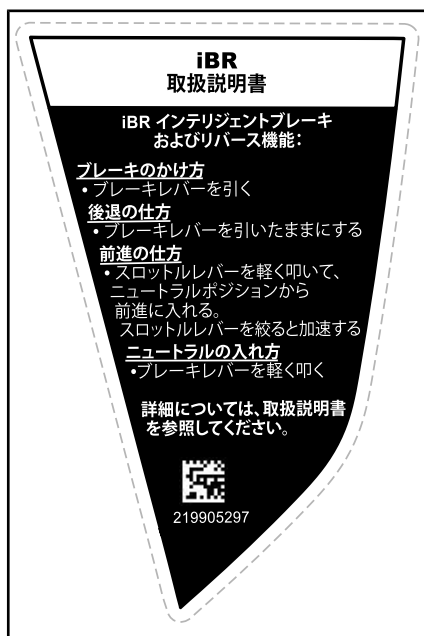 iBR
取扱説明書
iBR インテリジェントブレーキ
およびリバース機能：
ブレーキのかけ方
• ブレーキレバーを引く
後退の仕方
• ブレーキレバーを引いたままにする
前進の仕方
• スロットルレバーを軽く叩いて、
ニュートラルポジションから
前進に入れる。
スロットルレバーを絞ると加速する
ニュートラルの入れ方
•ブレーキレバーを軽く叩く
詳細については、取扱説明書
を参照してください。
219905297